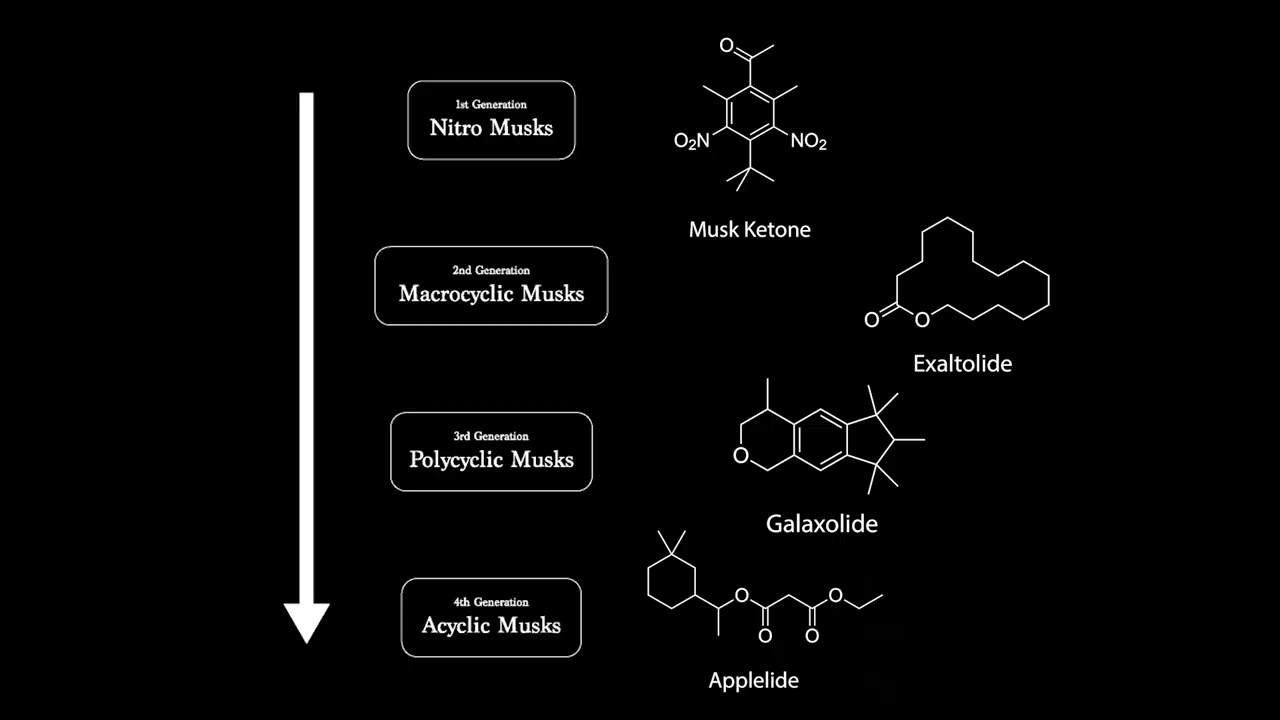 1st Generation
Nitro Musks
O
O₂N
NO₂
Musk Ketone
2nd Generation
Macrocyclic Musks
O
O
Exaltolide
3rd Generation
Polycyclic Musks
O
Galaxolide
4th Generation
Acyclic Musks
O
O
O
O
Applelide